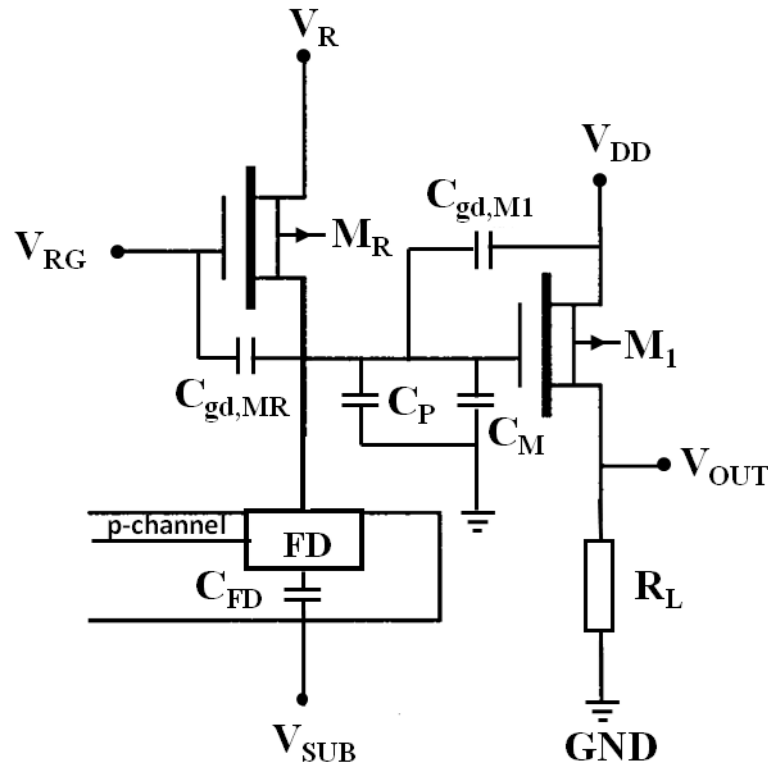 V_R
V_DD
C_gd,M1
V_RG
M_R
M_1
C_gd,MR
C_P
C_M
V_OUT
p-channel
FD
C_FD
R_L
V_SUB
GND